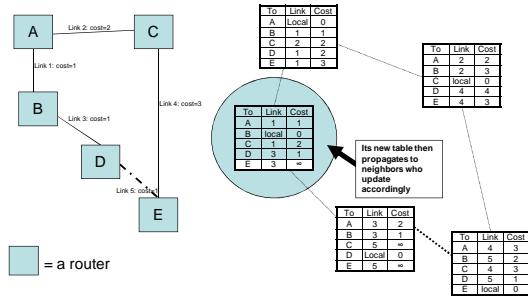 A
Link 2: cost=2
C
Link 1: cost=1
B
Link 3: cost=1
Link 4: cost=3
D
Link 5: cost=1
E
= a router
To Link Cost
A Local 0
B 1 1
C 2 2
D 1 2
E 1 3
To Link Cost
A 2 2
B 2 3
C local 0
D 4 4
E 4 3
To Link Cost
A 1 1
B local 0
C 1 2
D 3 1
E 3 ∞
Its new table then
propagates to
neighbors who
update
accordingly
To Link Cost
A 3 2
B 3 1
C 5 ∞
D Local 0
E 5 ∞
To Link Cost
A 4 3
B 5 2
C 4 3
D 5 1
E local 0